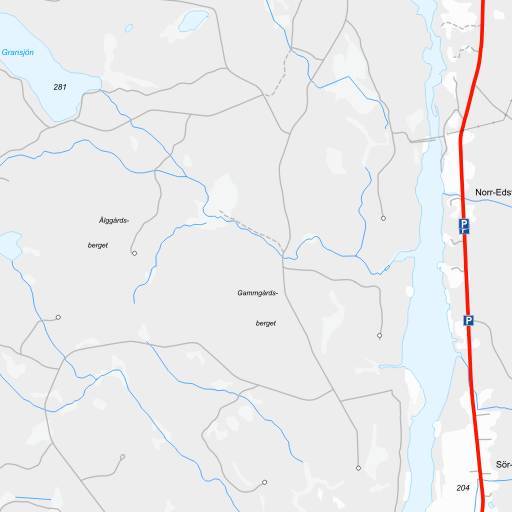 Gransjön
281
Norr-Eds
Älggårds-
berget
P
Gammgårds-
berget
P
Sör-
204